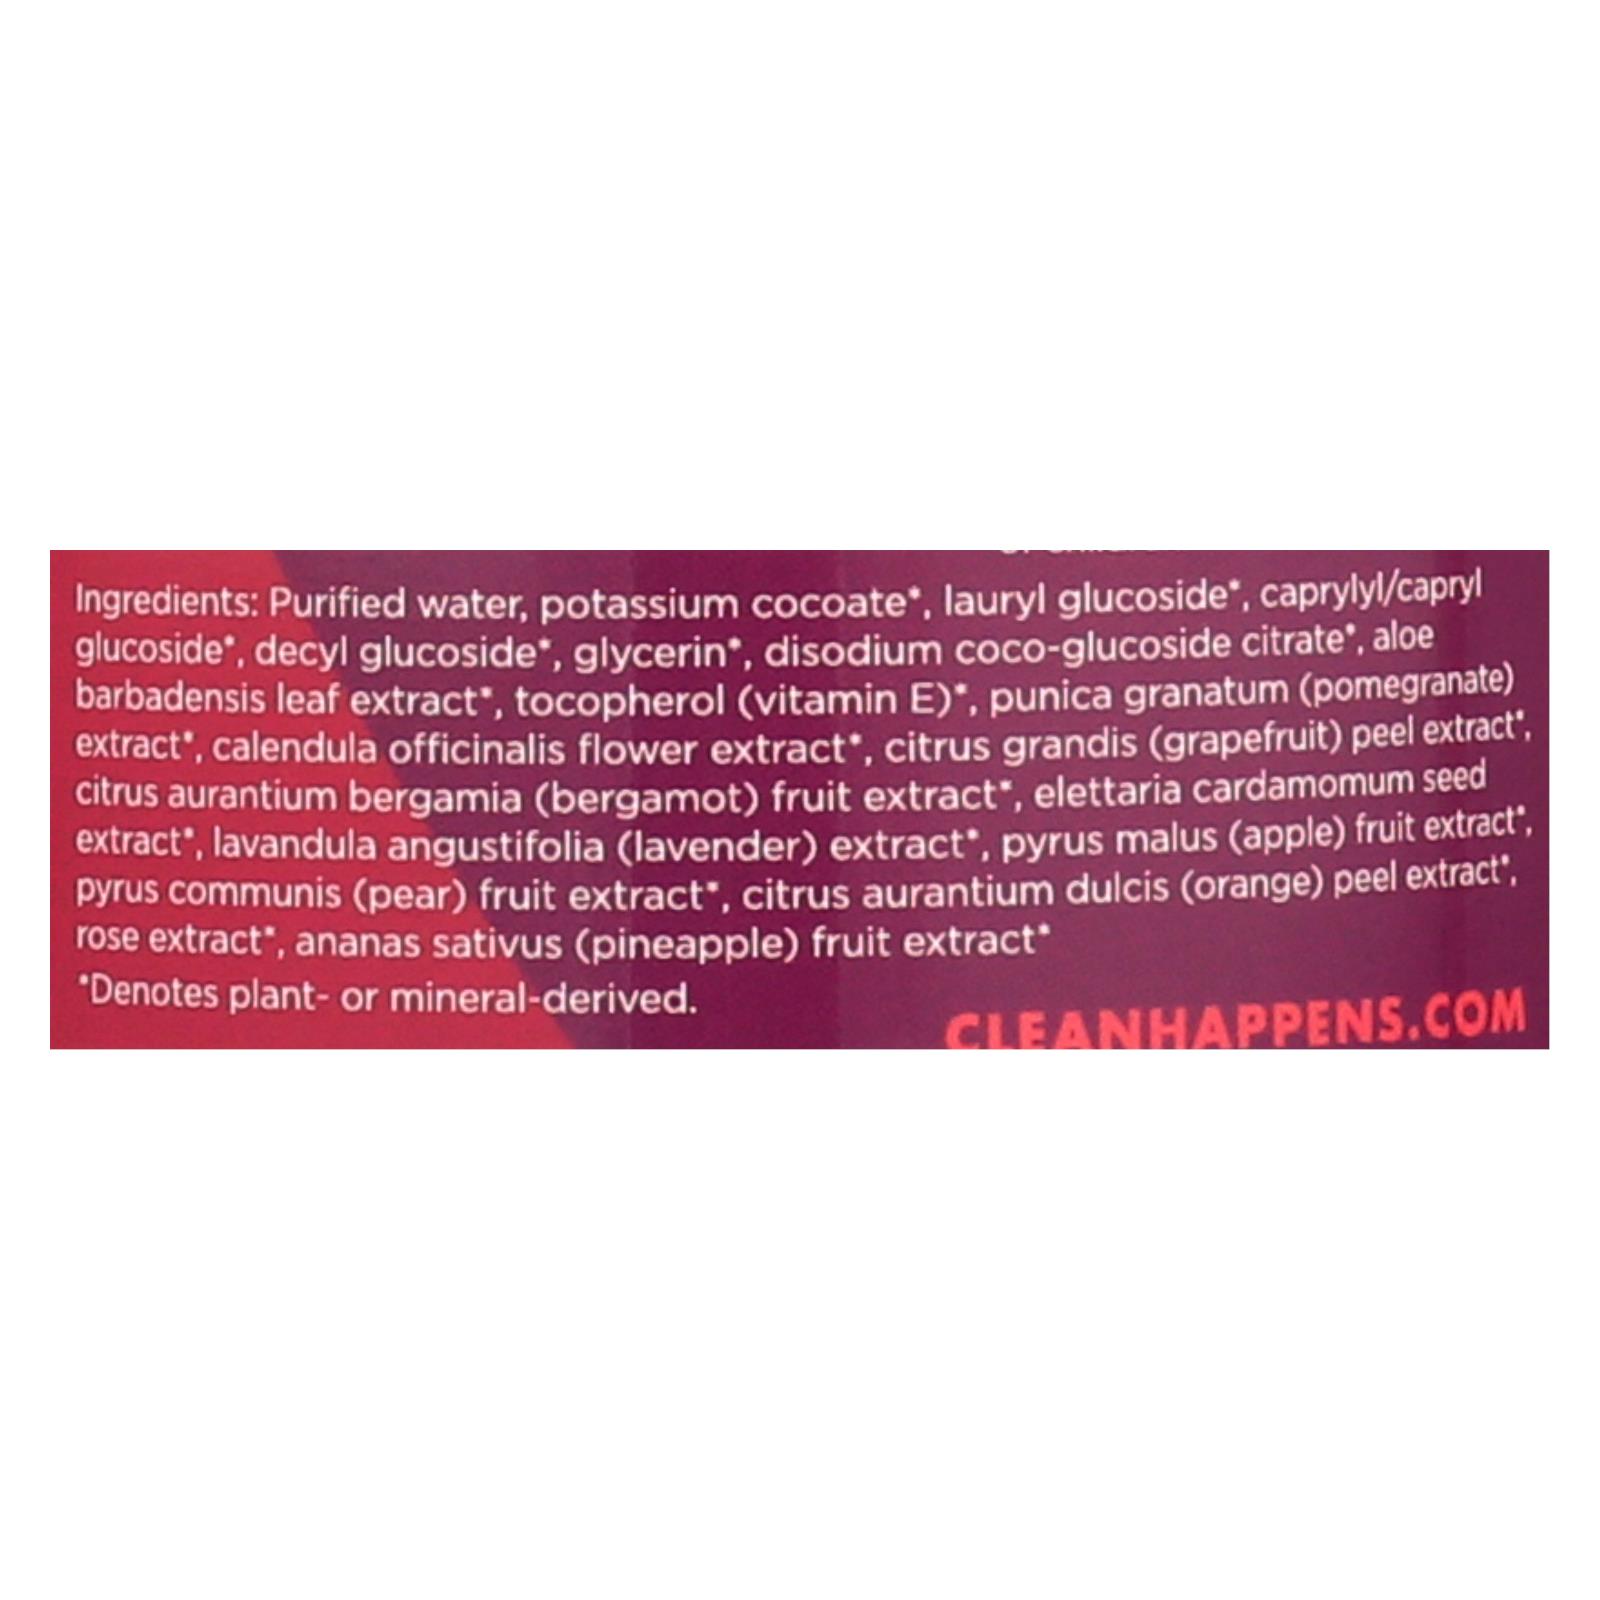 Ingredients: Purified water, potassium cocoate*, lauryl glucoside*, caprylyl/capryl
glucoside*, decyl glucoside*, glycerin*, disodium coco-glucoside citrate*, aloe
barbadensis leaf extract*, tocopherol (vitamin E)*, punica granatum (pomegranate)
extract*, calendula officinalis flower extract*, citrus grandis (grapefruit) peel extract*,
citrus aurantium bergamia (bergamot) fruit extract*, elettaria cardamomum seed
extract*, lavandula angustifolia (lavender) extract*, pyrus malus (apple) fruit extract*,
pyrus communis (pear) fruit extract*, citrus aurantium dulcis (orange) peel extract*,
rose extract*, ananas sativus (pineapple) fruit extract*
*Denotes plant- or mineral-derived.
CLEANHAPPENS.COM